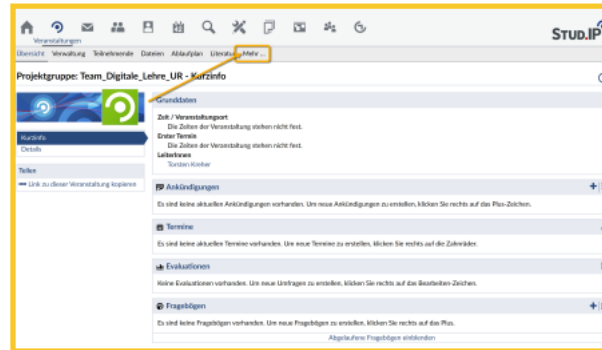 Veranstaltungen
STUD.IP
Übersicht Verwaltung Teilnehmende Dateien Ablaufplan Literatur Mehr ...
Projektgruppe: Team_Digitale_Lehre_UR - Kurzinfo
Grunddaten
Zeit / Veranstaltungsort
Die Zeiten der Veranstaltung stehen nicht fest.
Erster Termin
Die Zeiten der Veranstaltung stehen nicht fest.
LeiterInnen
Torsten
Kurzinfo
Details
Teilen
Link zu dieser Veranstaltung kopieren
Ankündigungen
Es sind keine aktuellen Ankündigungen vorhanden. Um neue Ankündigungen zu erstellen, klicken Sie rechts auf das Plus-Zeichen.
Termine
Es sind keine aktuellen Termine vorhanden. Um neue Termine zu erstellen, klicken Sie rechts auf die Zahnräder.
Evaluationen
Keine Evaluationen vorhanden. Um neue Umfragen zu erstellen, klicken Sie rechts auf das Bearbeiten-Zeichen.
Fragebögen
Es sind keine Fragebögen vorhanden. Um neue Fragebögen zu erstellen, klicken Sie rechts auf das Plus.
Abgelaufene Fragebögen einblenden